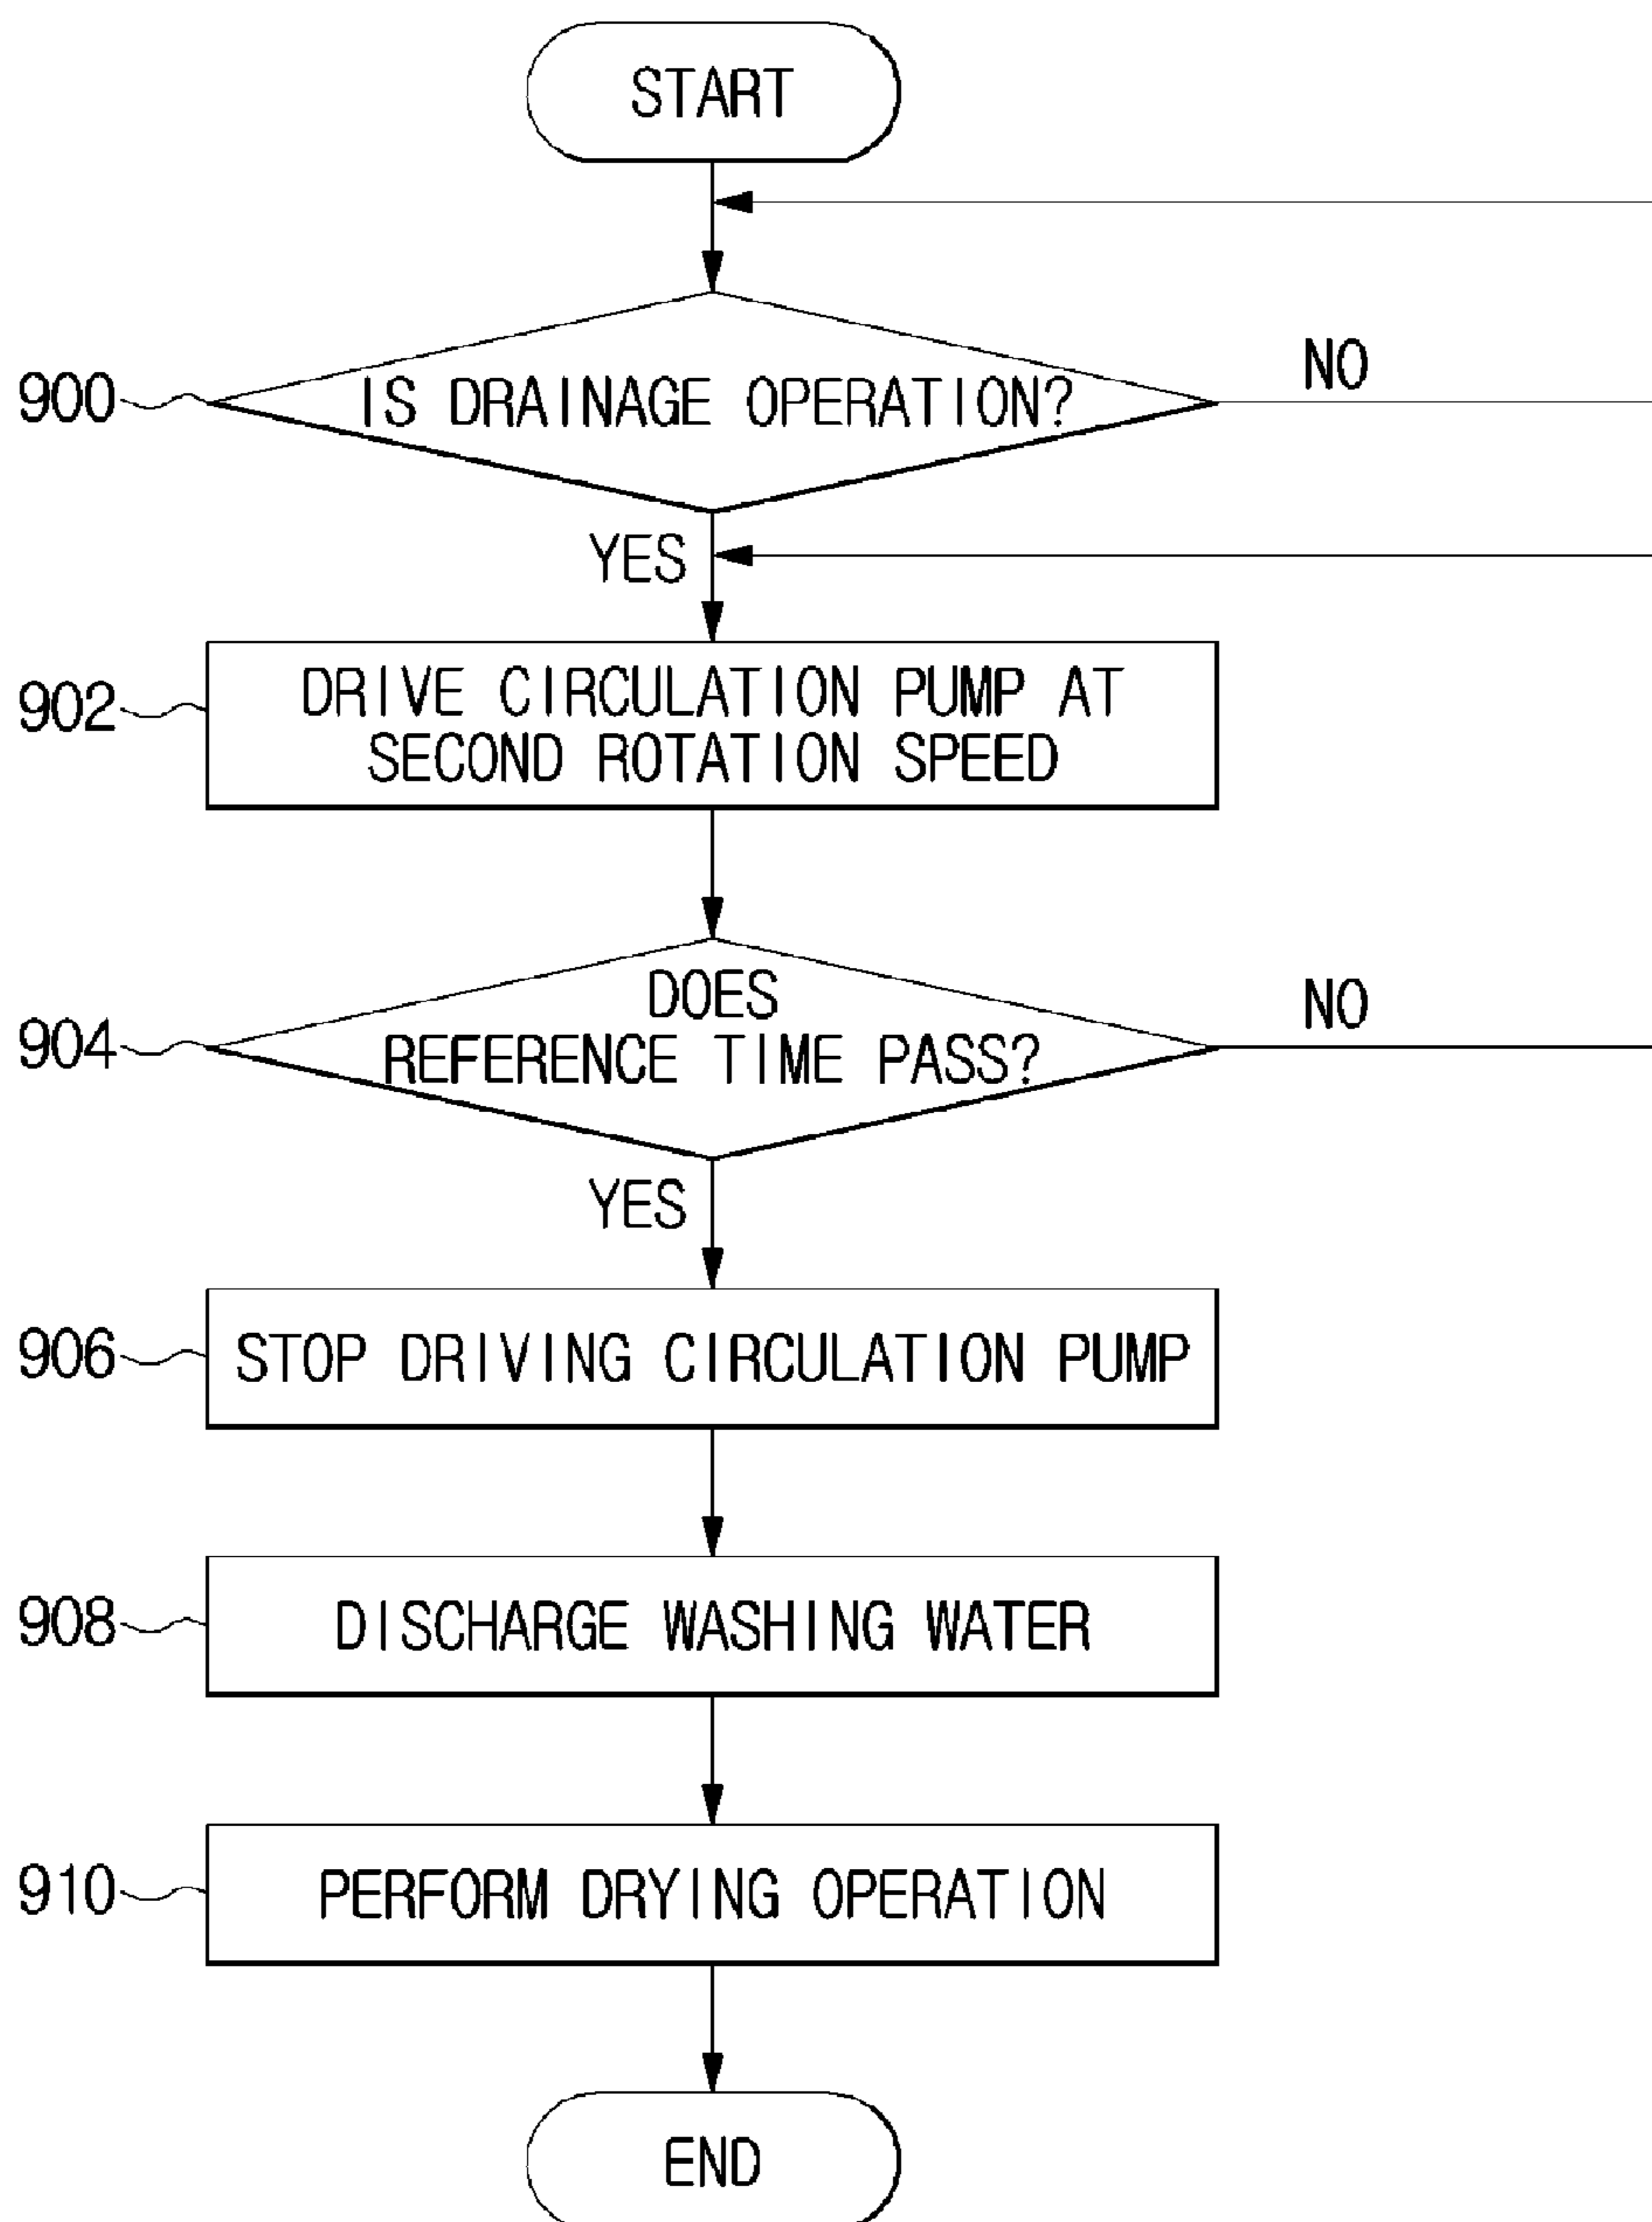 START
900
IS DRAINAGE OPERATION?
NO
YES
902
DRIVE CIRCULATION PUMP AT
SECOND ROTATION SPEED
904
DOES
REFERENCE TIME PASS?
NO
YES
906
STOP DRIVING CIRCULATION PUMP
908
DISCHARGE WASHING WATER
910
PERFORM DRYING OPERATION
END